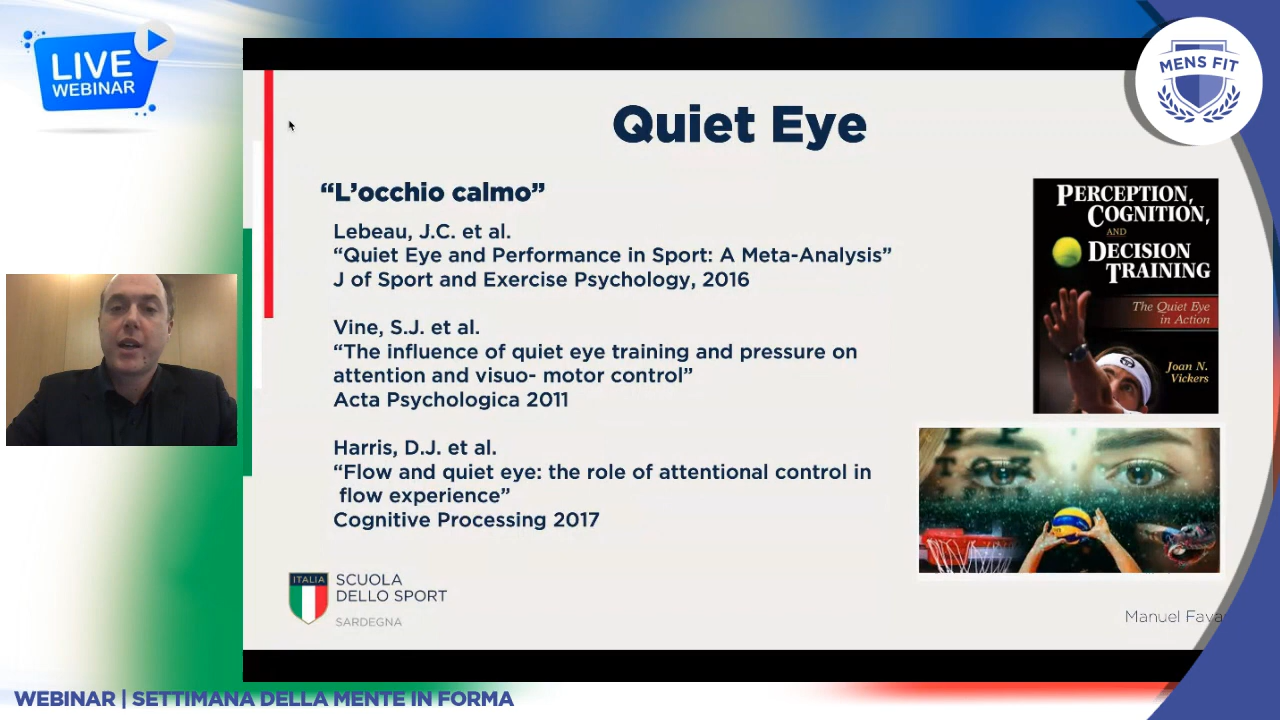 LIVE
WEBINAR
MENS FIT
Quiet Eye
“L’occhio calmo”
Lebeau, J.C. et al.
“Quiet Eye and Performance in Sport: A Meta-Analysis”
J of Sport and Exercise Psychology, 2016
Vine, S.J. et al.
“The influence of quiet eye training and pressure on
attention and visuo- motor control”
Acta Psychologica 2011
Harris, D.J. et al.
“Flow and quiet eye: the role of attentional control in
flow experience”
Cognitive Processing 2017
PERCEPTION,
COGNITION,
AND
DECISION
TRAINING
The Quiet Eye
in Action
Joan N.
Vickers
ITALIA
SCUOLA
DELLO SPORT
SARDEGNA
Manuel Fava
WEBINAR | SETTIMANA DELLA MENTE IN FORMA